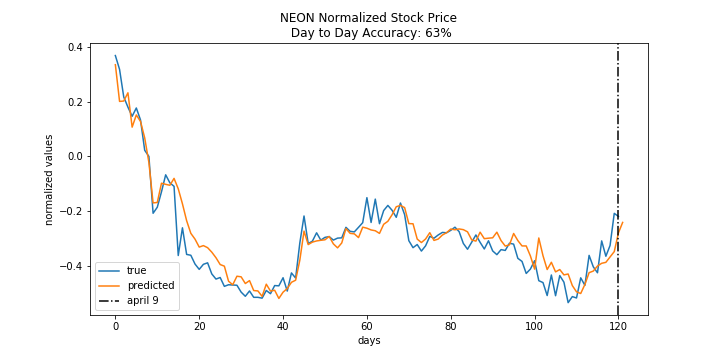 NEON Normalized Stock Price
Day to Day Accuracy: 63%
normalized values
0.4
0.2
0.0
−0.2
−0.4
true
predicted
april 9
0
20
40
60
80
100
120
days